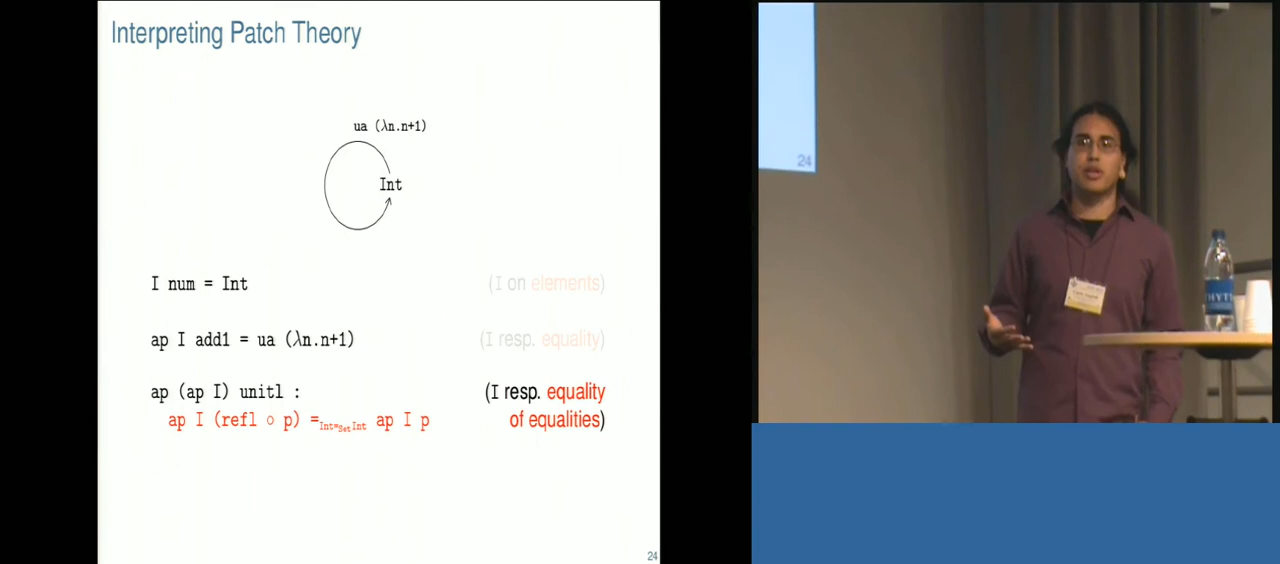 Interpreting Patch Theory
ua (λn.n+1)
Int
I num = Int (I on elements)
ap I add1 = ua (λn.n+1) (I resp. equality)
ap (ap I) unitl : (I resp. equality
ap I (refl ∘ p) =Int=SetInt ap I p of equalities)
24
24